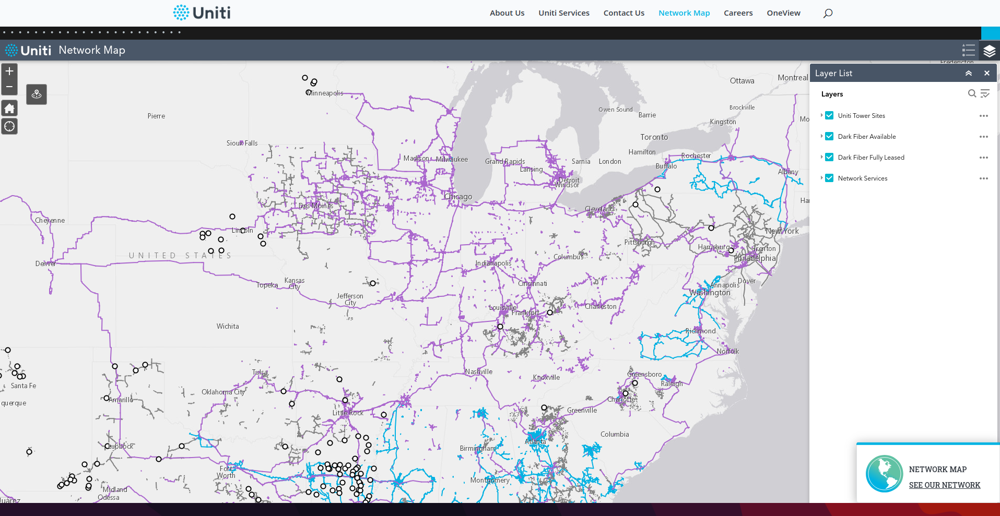 Uniti
About Us
Uniti Services
Contact Us
Network Map
Careers
OneView
Uniti Network Map
Fredericton
Layer List
Layers
Uniti Tower Sites
Dark Fiber Available
Dark Fiber Fully Leased
Network Services
Ottawa
Montreal
Minneapolis
Owen Sound
Barrie
Brockville
Pierre
Kingston
Mo
Toronto
Sioux Falls
Hamilton
Rochester
Madison
Milwaukee
Grand Rapids
Sarnia
London
Lansing
Buffalo
Albany
Detroit
Windsor
Chicago
Har
Des Moines
Cleveland
Cheyenne
Lincoln
New York
Pittsburgh
Harrisburg
Trenton
UNITED STATES
Columbus
Philadelphia
Denver
Indianapolis
Kansas City
Topeka
Cincinnati
Dover
Annapolis
Washington
Jefferson City
Louisville
Frankfort
Charleston
Wichita
Richmond
Norfolk
Tulsa
Nashville
Knoxville
Greensboro
Raleigh
Santa Fe
Oklahoma City
querque
Amarillo
Charlotte
Little Rock
Greenville
Columbia
Lubbock
Birmingham
Atlanta
Fort Worth
Montgomery
Midland
Odessa
Juarez
NETWORK MAP
SEE OUR NETWORK